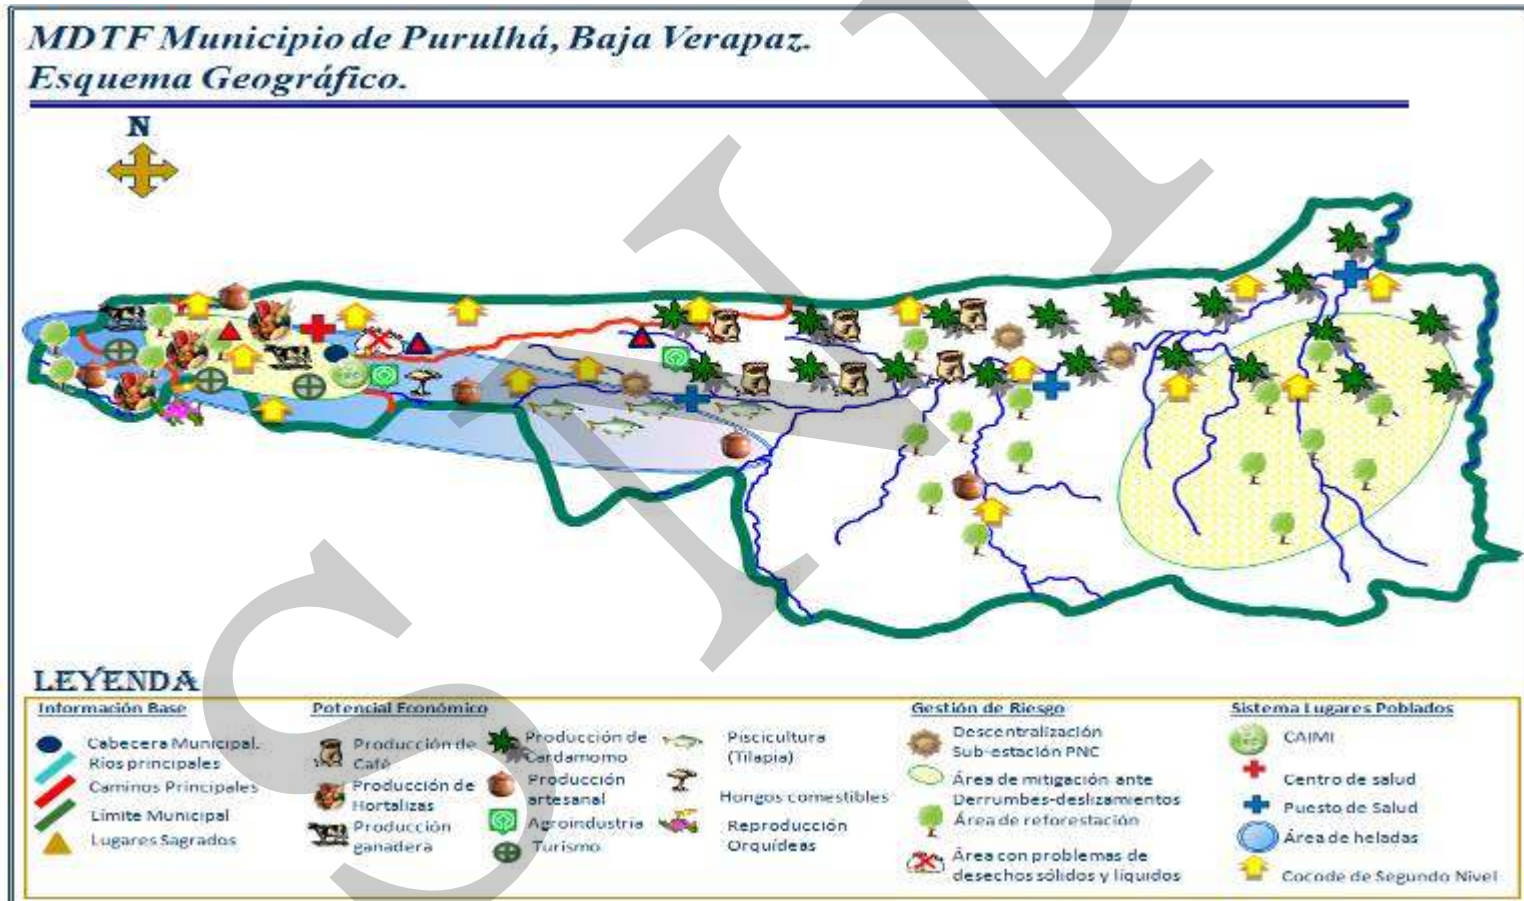 MDTF Municipio de Purulhá, Baja Verapaz.
Esquema Geográfico.
N
LEYENDA
Información Base
Cabecera Municipal.
Ríos principales
Caminos Principales
Límite Municipal
Lugares Sagrados
Potencial Económico
Producción de
Café
Producción de
Hortalizas
Producción
ganadera
Producción de
Cardamomo
Producción
artesanal
Agroindustria
Turismo
Piscicultura
(Tilapia)
Hongos comestibles
Reproducción
Orquídeas
Gestión de Riesgo
Descentralización
Sub-estación PNC
Área de mitigación ante
Derrumbes-deslizamientos
Área de reforestación
Área con problemas de
desechos sólidos y líquidos
Sistema Lugares Poblados
CAIMI
Centro de salud
Puesto de Salud
Área de heladas
Cocode de Segundo Nivel